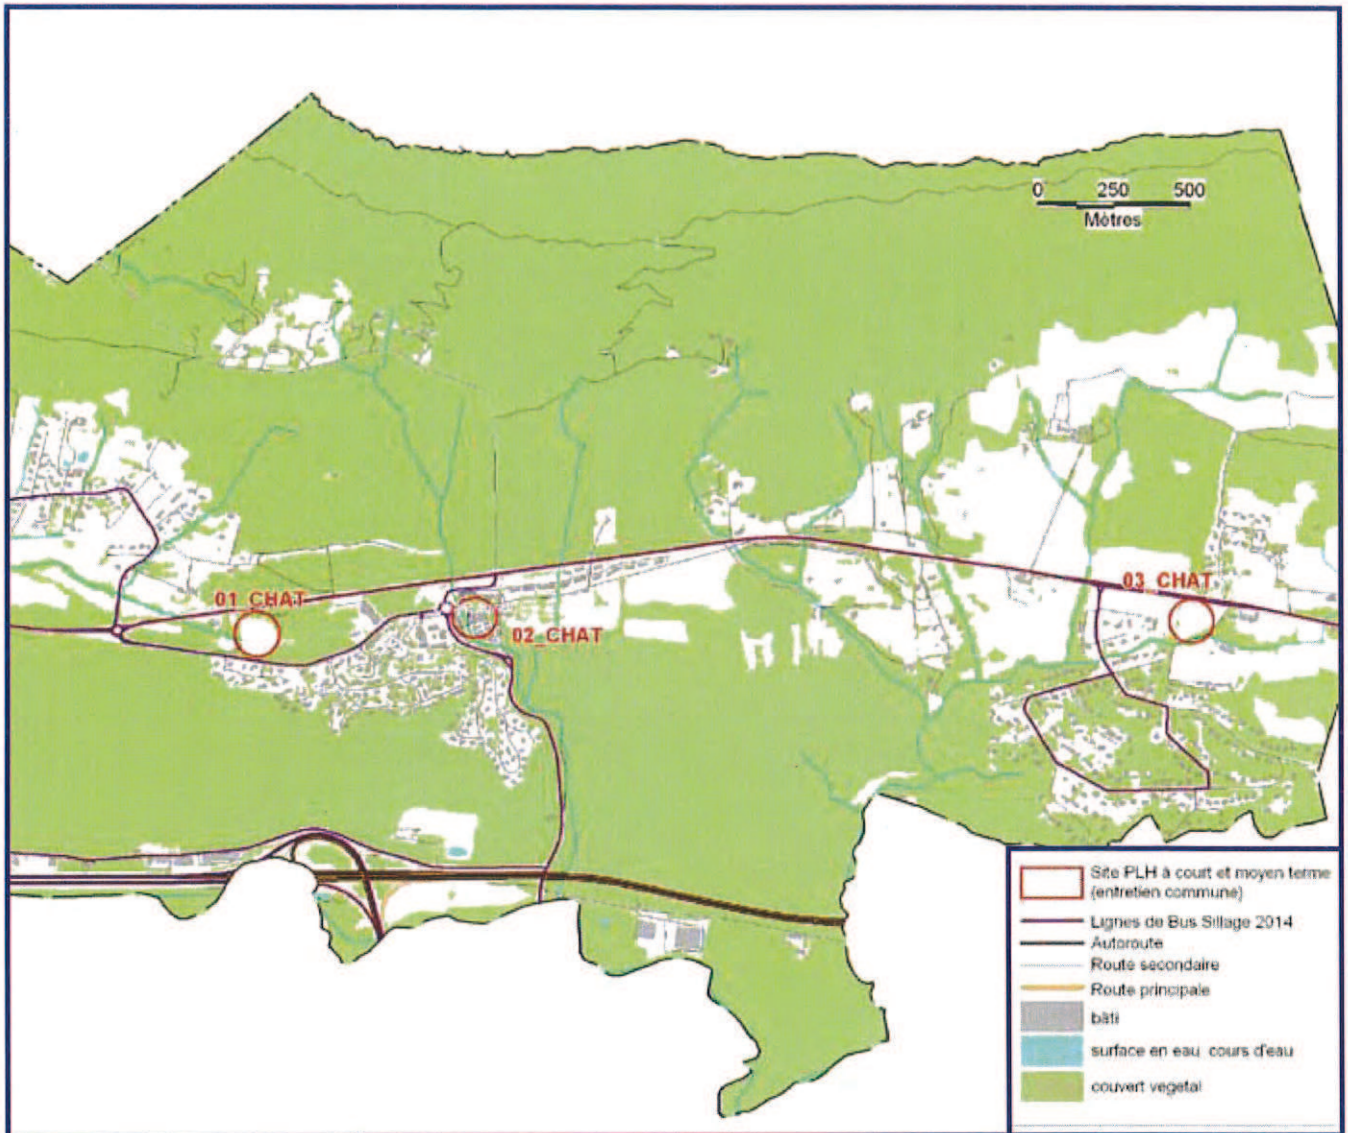 0 250 500
Mètres
01_CHAT
02_CHAT
03_CHAT
Site PLH à court et moyen terme
(entretien commune)
Lignes de Bus Sillage 2014
Autoroute
Route secondaire
Route principale
bâti
surface en eau cours d'eau
couvert vegetal